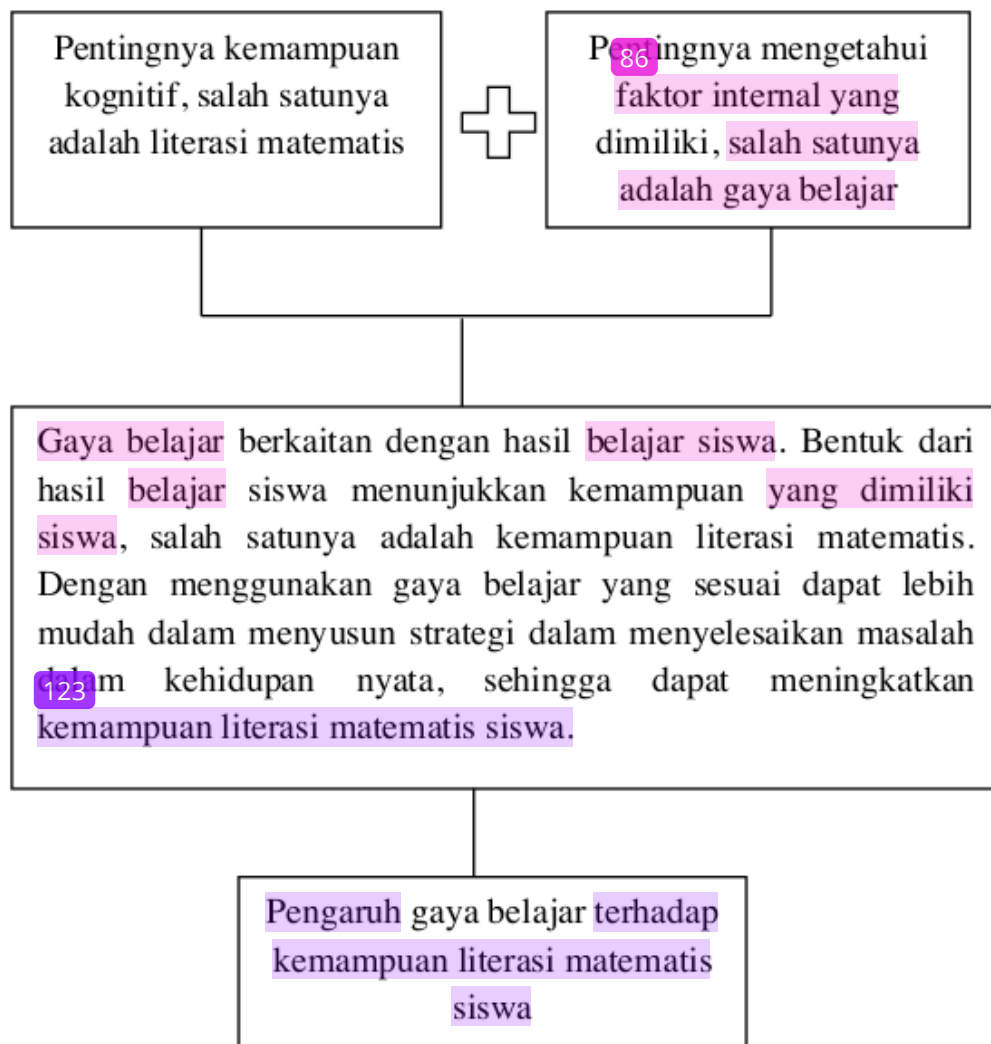 Pentingnya kemampuan
kognitif, salah satunya
adalah literasi matematis
Pentingnya mengetahui
86
faktor internal yang
dimiliki, salah satunya
adalah gaya belajar
Gaya belajar berkaitan dengan hasil belajar siswa. Bentuk dari
hasil belajar siswa menunjukkan kemampuan yang dimiliki
siswa, salah satunya adalah kemampuan literasi matematis.
Dengan menggunakan gaya belajar yang sesuai dapat lebih
mudah dalam menyusun strategi dalam menyelesaikan masalah
dalam kehidupan nyata, sehingga dapat meningkatkan
123
kemampuan literasi matematis siswa.
Pengaruh gaya belajar terhadap
kemampuan literasi matematis
siswa